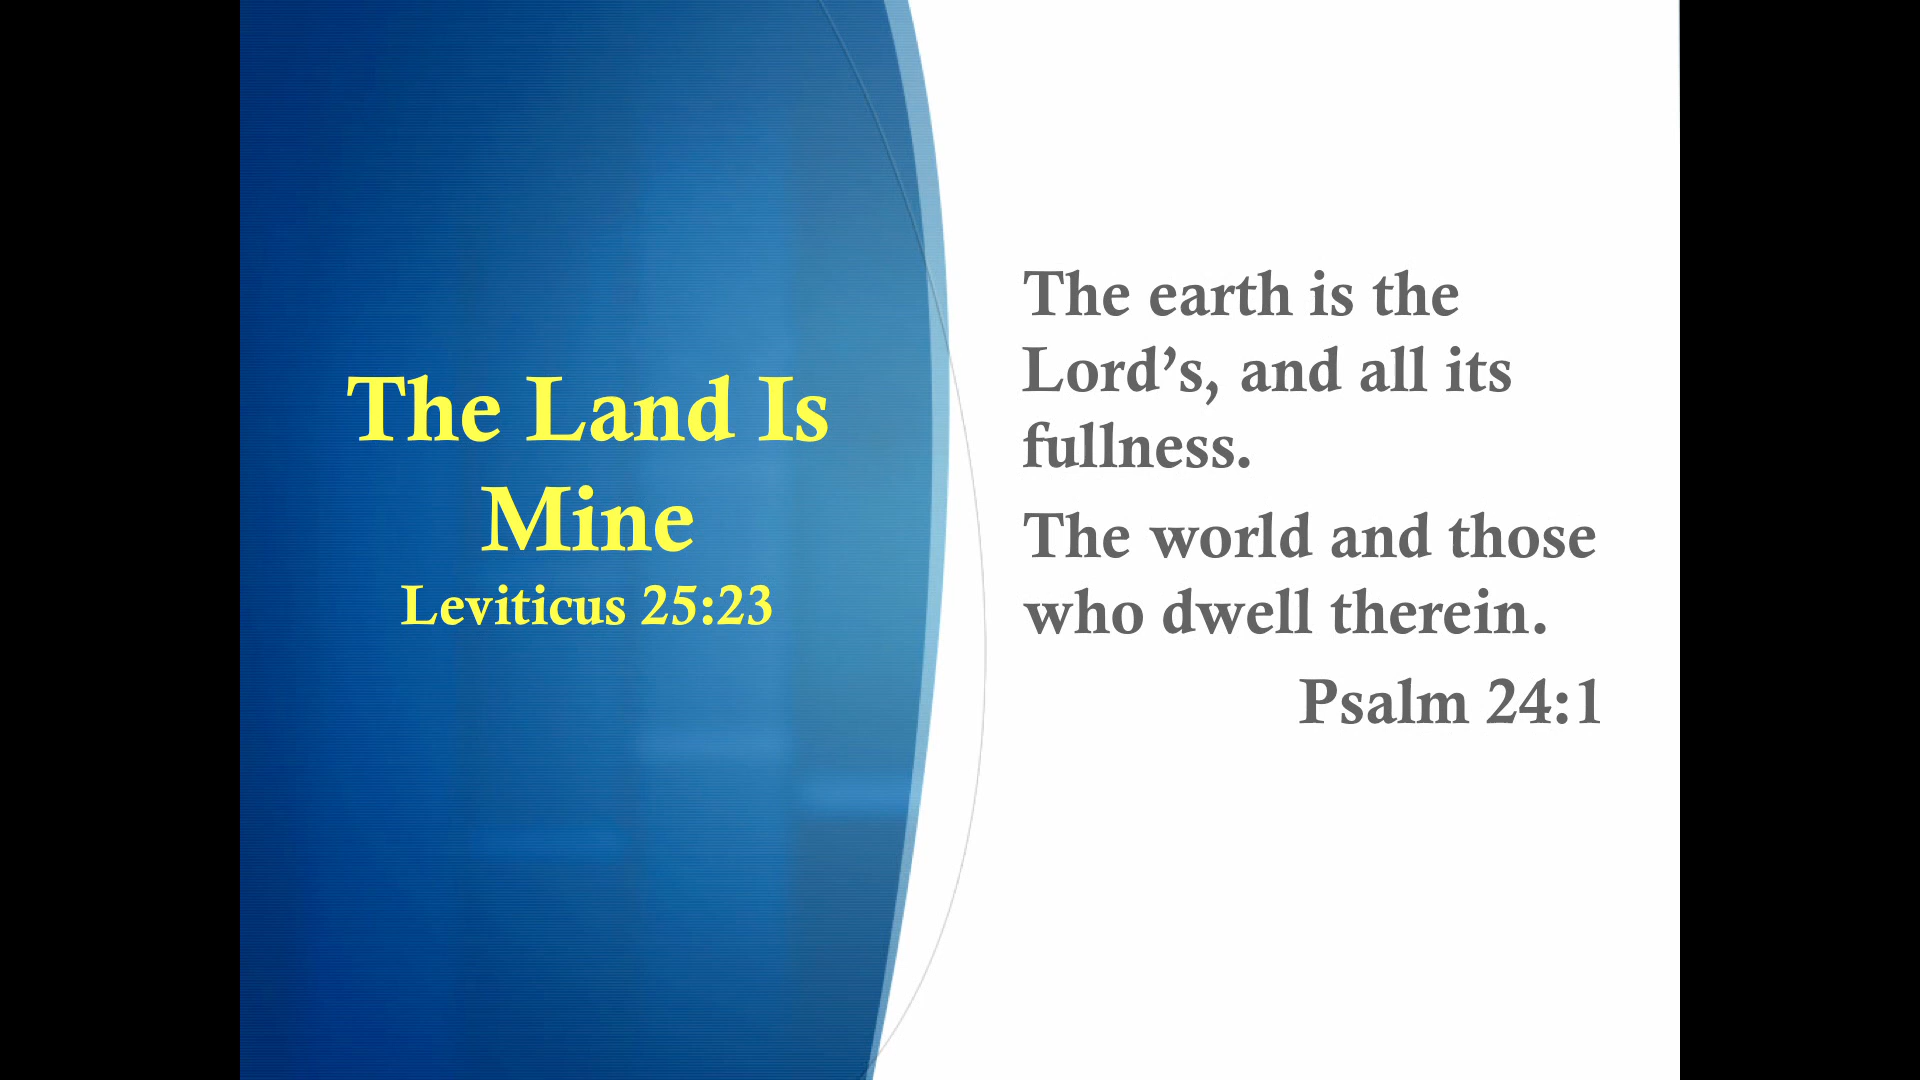 The Land Is
Mine
Leviticus 25:23
The earth is the
Lord’s, and all its
fullness.
The world and those
who dwell therein.
Psalm 24:1